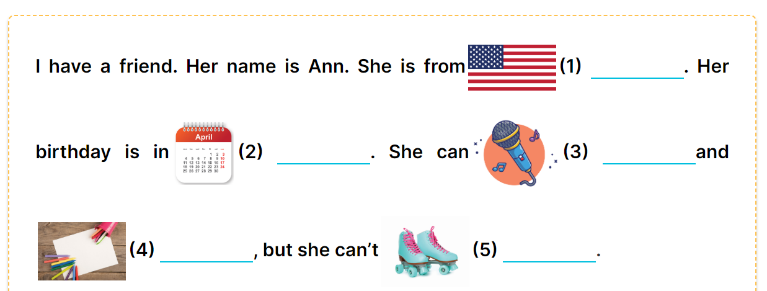 I have a friend. Her name is Ann. She is from (1) ________. Her
April
birthday is in (2) ________. She can (3) ________ and
(4) ________, but she can't (5) ________.